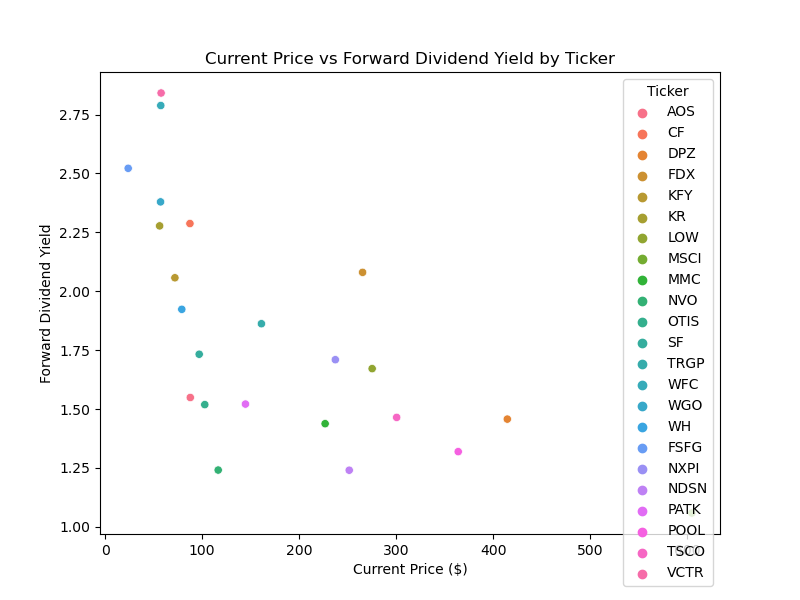 Current Price vs Forward Dividend Yield by Ticker
Ticker
AOS
CF
DPZ
FDX
KFY
KR
LOW
MSCI
MMC
NVO
OTIS
SF
TRGP
WFC
WGO
WH
FSFG
NXPI
NDSN
PATK
POOL
TSCO
VCTR
Forward Dividend Yield
2.75
2.50
2.25
2.00
1.75
1.50
1.25
1.00
0 100 200 300 400 500
Current Price ($)